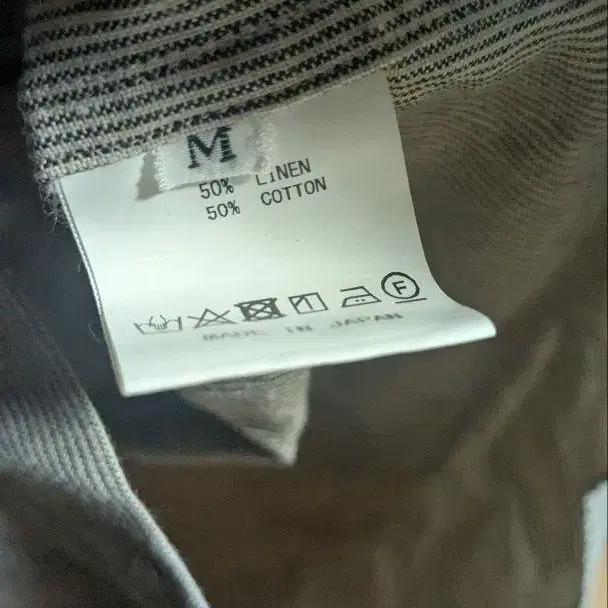 M
50% LINEN
50% COTTON
F
MADE IN JAPAN